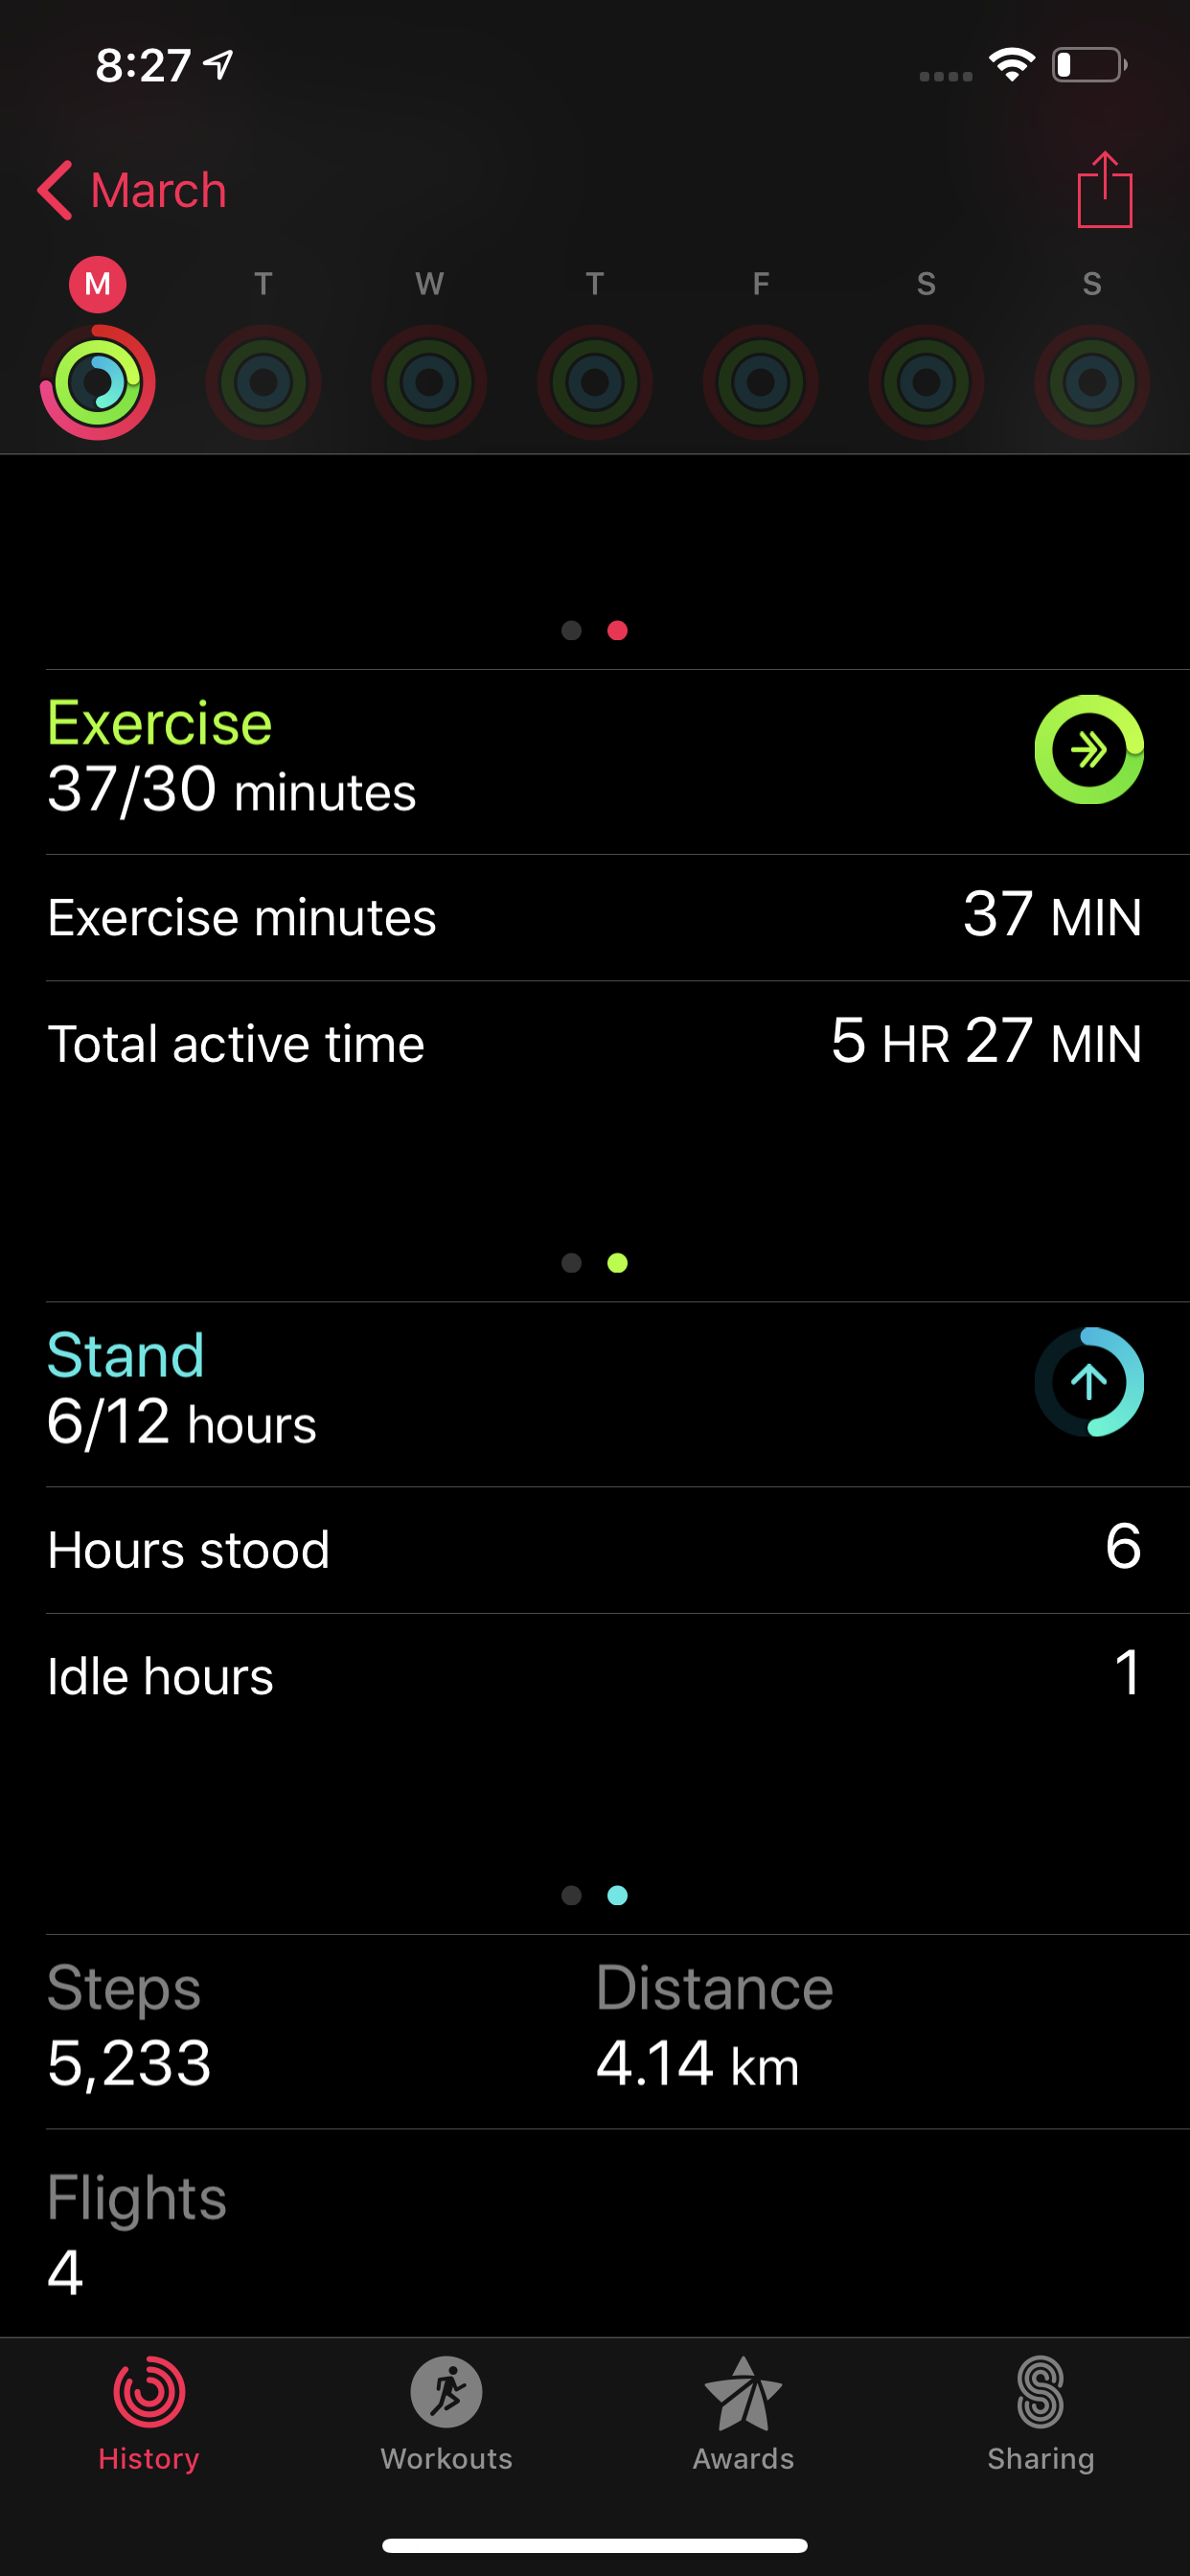 8:27
March
M T W T F S S
Exercise
37/30 minutes
Exercise minutes 37 MIN
Total active time 5 HR 27 MIN
Stand
6/12 hours
Hours stood 6
Idle hours 1
Steps Distance
5,233 4.14 km
Flights
4
History Workouts Awards Sharing